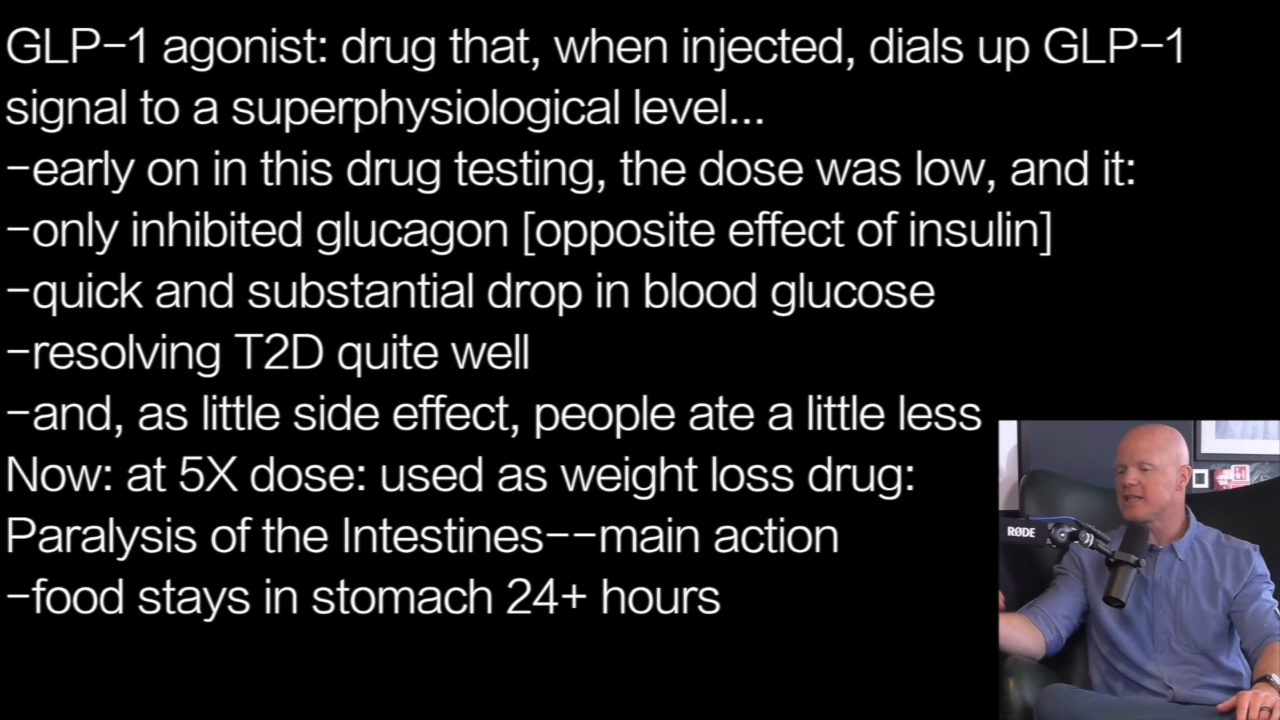 GLP-1 agonist: drug that, when injected, dials up GLP-1
signal to a superphysiological level...
-early on in this drug testing, the dose was low, and it:
-only inhibited glucagon [opposite effect of insulin]
-quick and substantial drop in blood glucose
-resolving T2D quite well
-and, as little side effect, people ate a little less
Now: at 5X dose: used as weight loss drug:
Paralysis of the Intestines--main action
-food stays in stomach 24+ hours
RØDE